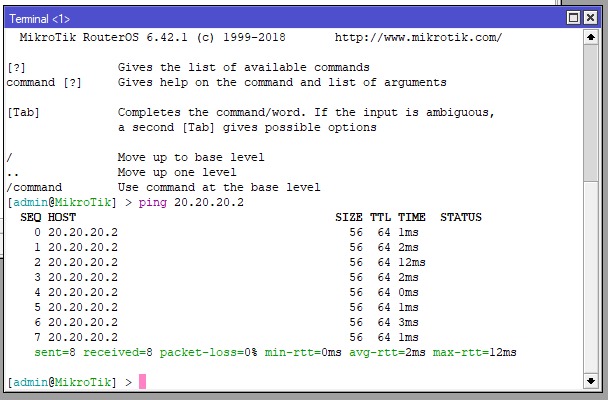 Terminal <1>
MikroTik RouterOS 6.42.1 (c) 1999-2018       http://www.mikrotik.com/
[?]             Gives the list of available commands
command [?]     Gives help on the command and list of arguments
[Tab]           Completes the command/word. If the input is ambiguous,
a second [Tab] gives possible options
/               Move up to base level
..              Move up one level
/command        Use command at the base level
[admin@MikroTik] > ping 20.20.20.2
SEQ HOST                                     SIZE TTL TIME  STATUS
0 20.20.20.2                                 56  64 1ms
1 20.20.20.2                                 56  64 2ms
2 20.20.20.2                                 56  64 12ms
3 20.20.20.2                                 56  64 2ms
4 20.20.20.2                                 56  64 0ms
5 20.20.20.2                                 56  64 1ms
6 20.20.20.2                                 56  64 3ms
7 20.20.20.2                                 56  64 1ms
sent=8 received=8 packet-loss=0% min-rtt=0ms avg-rtt=2ms max-rtt=12ms
[admin@MikroTik] >